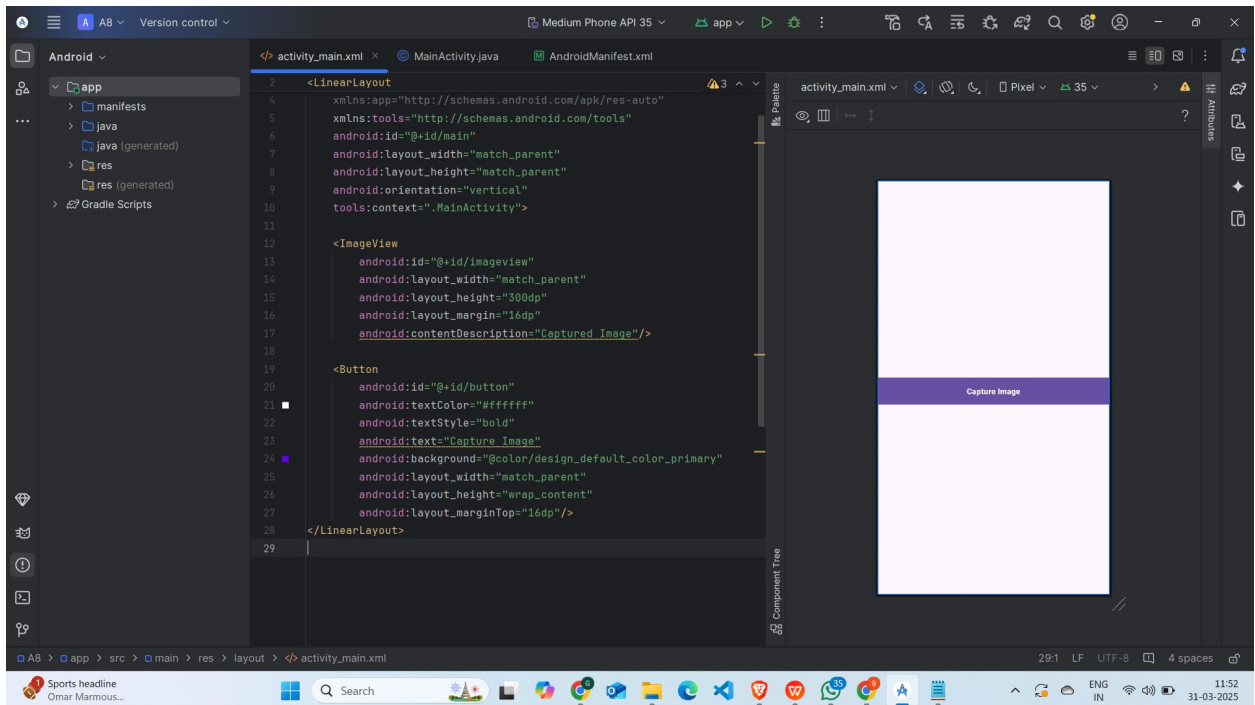 A A8 Version control Medium Phone API 35 app
Android
activity_main.xml MainActivity.java AndroidManifest.xml
app
manifests
java
java (generated)
res
res (generated)
Gradle Scripts
2 <LinearLayout
3
4 xmlns:app="http://schemas.android.com/apk/res-auto"
5 xmlns:tools="http://schemas.android.com/tools"
6 android:id="@+id/main"
7 android:layout_width="match_parent"
8 android:layout_height="match_parent"
9 android:orientation="vertical"
10 tools:context=".MainActivity">
11
12 <ImageView
13 android:id="@+id/imageview"
14 android:layout_width="match_parent"
15 android:layout_height="300dp"
16 android:layout_margin="16dp"
17 android:contentDescription="Captured Image"/>
18
19 <Button
20 android:id="@+id/button"
21 android:textColor="#ffffff"
22 android:textStyle="bold"
23 android:text="Capture Image"
24 android:background="@color/design_default_color_primary"
25 android:layout_width="match_parent"
26 android:layout_height="wrap_content"
27 android:layout_marginTop="16dp"/>
28 </LinearLayout>
29
Palette
Component Tree
activity_main.xml Pixel 35
?
Attributes
Capture Image
A8 > app > src > main > res > layout > activity_main.xml
29:1 LF UTF-8 4 spaces
1
Sports headline
Omar Marmous...
Search
35
9
ENG
IN
11:52
31-03-2025